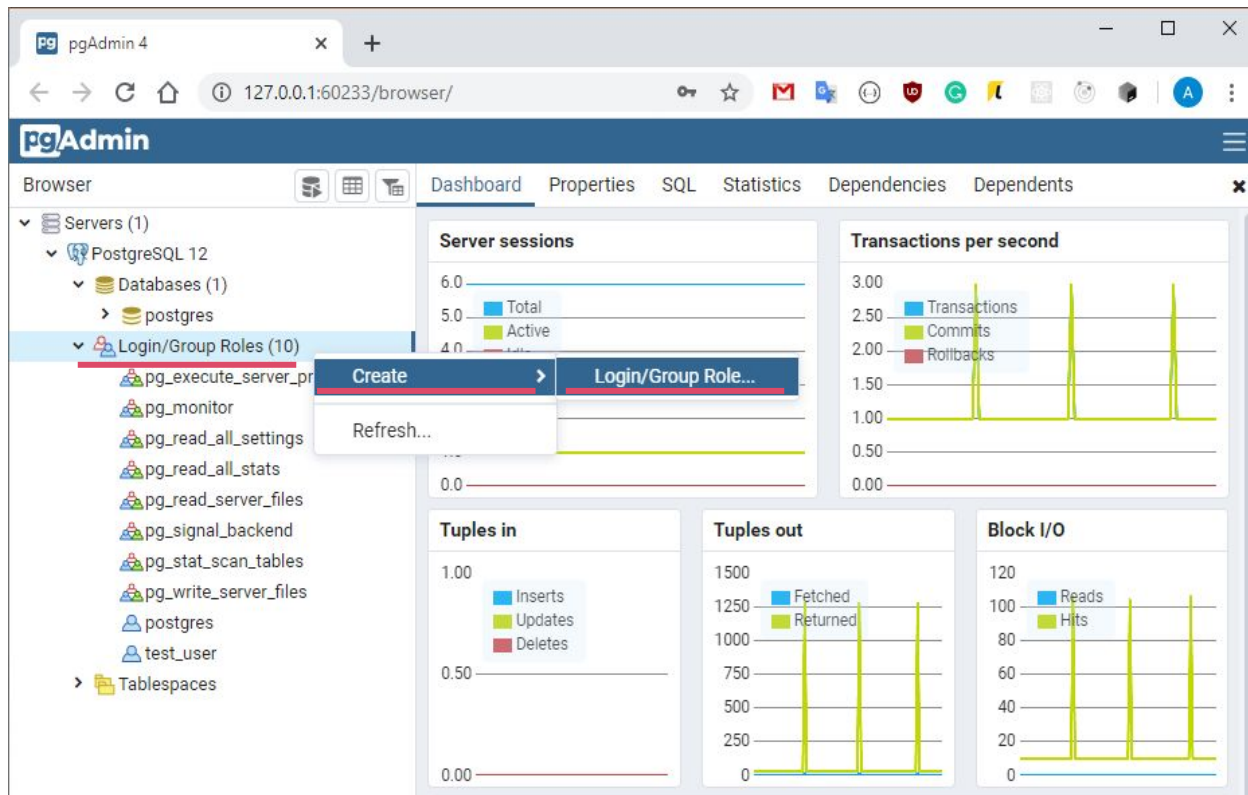 pgAdmin 4
127.0.0.1:60233/browser/
A
pgAdmin
Browser
Dashboard Properties SQL Statistics Dependencies Dependents
Servers (1)
PostgreSQL 12
Databases (1)
postgres
Login/Group Roles (10)
pg_execute_server_pr
pg_monitor
pg_read_all_settings
pg_read_all_stats
pg_read_server_files
pg_signal_backend
pg_stat_scan_tables
pg_write_server_files
postgres
test_user
Tablespaces
Create
Login/Group Role...
Refresh...
Server sessions
6.0
5.0
4.0
0.0
Total
Active
Transactions per second
3.00
2.50
2.00
1.50
1.00
0.50
0.00
Transactions
Commits
Rollbacks
Tuples in
1.00
0.50
0.00
Inserts
Updates
Deletes
Tuples out
1500
1250
1000
750
500
250
0
Fetched
Returned
Block I/O
120
100
80
60
40
20
0
Reads
Hits